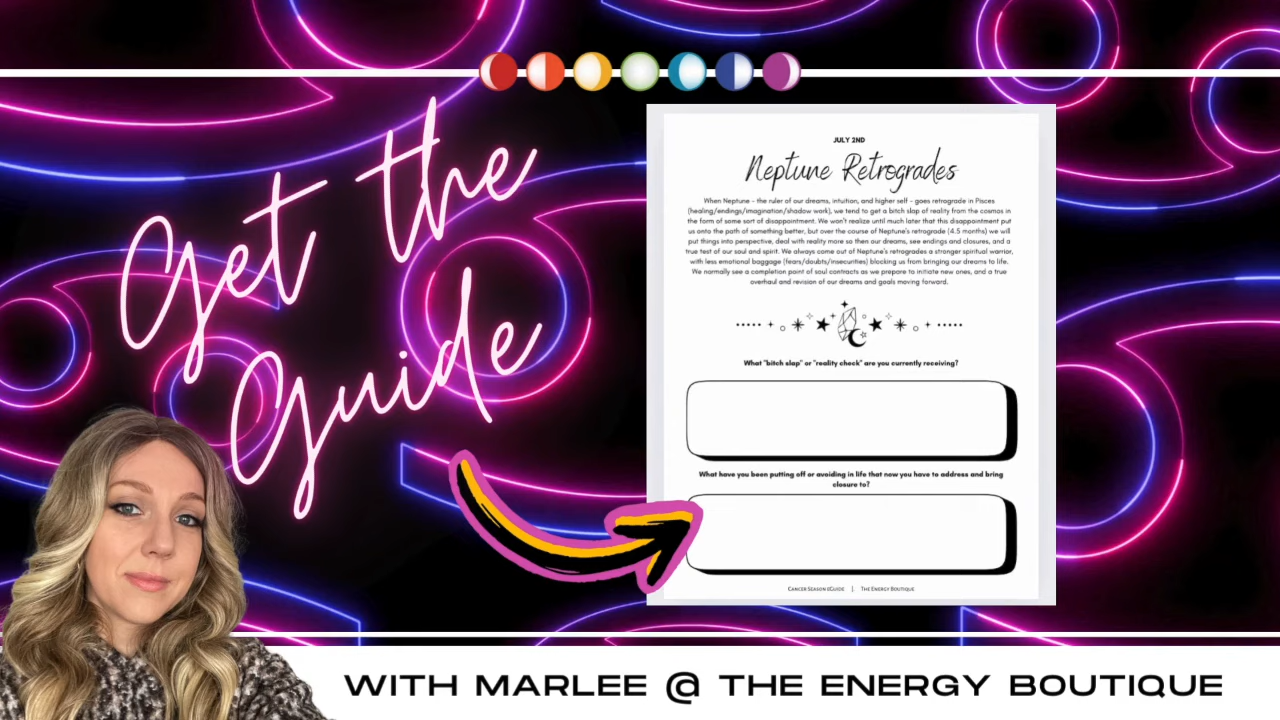 Get the
Guide
JULY 2ND
Neptune Retrogrades
When Neptune - the ruler of our dreams, intuition, and higher self - goes retrograde in Pisces
(healing/endings/imagination/shadow work), we tend to get a bitch slap of reality from the cosmos in
the form of some sort of disappointment. We won't realize until much later that this disappointment put
us onto the path of something better, but over the course of Neptune's retrograde (4.5 months) we will
put things into perspective, deal with reality more so then our dreams, see endings and closures, and a
true test of our soul and spirit. We always come out of Neptune's retrogrades a stronger spiritual warrior,
with less emotional baggage (fears/doubts/insecurities) blocking us from bringing our dreams to life.
We normally see a completion point of soul contracts as we prepare to initiate new ones, and a true
overhaul and revision of our dreams and goals moving forward.
What "bitch slap" or "reality check" are you currently receiving?
What have you been putting off or avoiding in life that now you have to address and bring
closure to?
CANCER SEASON EGUIDE | THE ENERGY BOUTIQUE
WITH MARLEE @ THE ENERGY BOUTIQUE